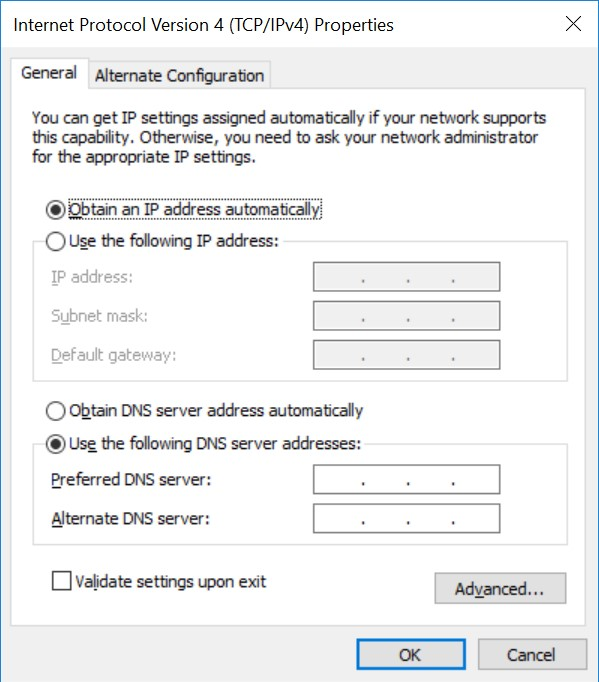 Internet Protocol Version 4 (TCP/IPv4) Properties
General
Alternate Configuration
You can get IP settings assigned automatically if your network supports
this capability. Otherwise, you need to ask your network administrator
for the appropriate IP settings.
Obtain an IP address automatically
Use the following IP address:
IP address:
. . .
Subnet mask:
. . .
Default gateway:
. . .
Obtain DNS server address automatically
Use the following DNS server addresses:
Preferred DNS server:
. . .
Alternate DNS server:
. . .
Validate settings upon exit
Advanced...
OK
Cancel